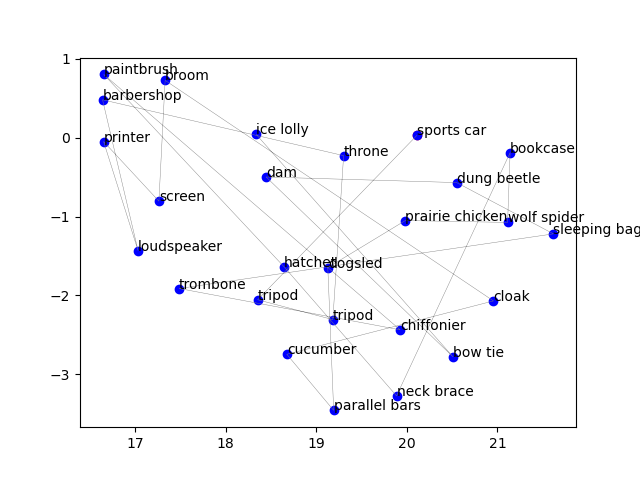 1
0
−1
−2
−3
17
18
19
20
21
paintbrush
broom
barbershop
ice lolly
sports car
printer
throne
bookcase
dam
dung beetle
screen
prairie chicken
wolf spider
sleeping bag
loudspeaker
hatchet
dogsled
trombone
tripod
cloak
tripod
chiffonier
cucumber
bow tie
neck brace
parallel bars